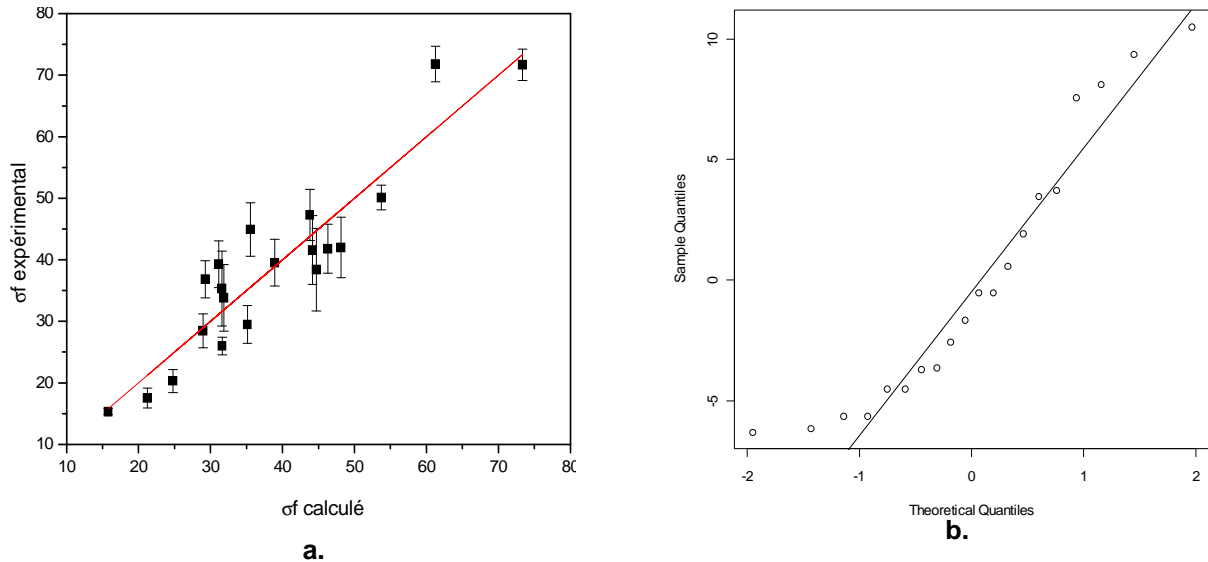 80
70
60
50
40
30
20
10
σf expérimental
10 20 30 40 50 60 70 80
σf calculé
a.
10
5
0
-5
Sample Quantiles
-2 -1 0 1 2
Theoretical Quantiles
b.